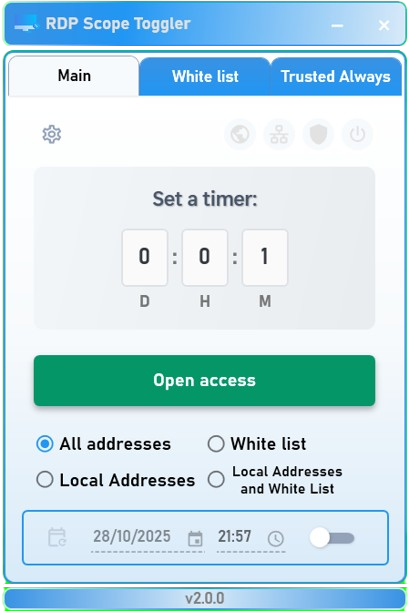 RDP Scope Toggler
Main
White list
Trusted Always
Set a timer:
0 : 0 : 1
D H M
Open access
All addresses
White list
Local Addresses
Local Addresses
and White List
28/10/2025 21:57
v2.0.0